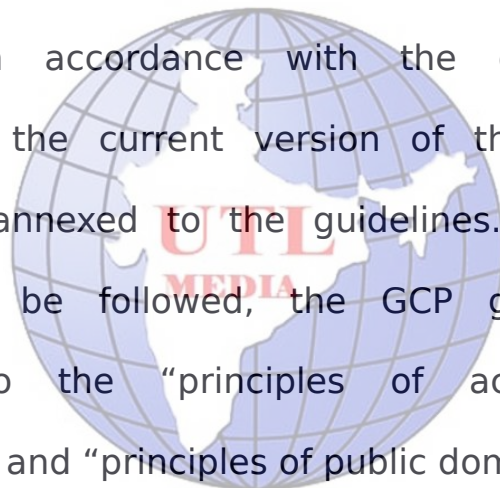 accordance with the
the current version of
annexed to the guidelines.
UTL
be followed, the GCP
MEDIA
the “principles of
and “principles of public